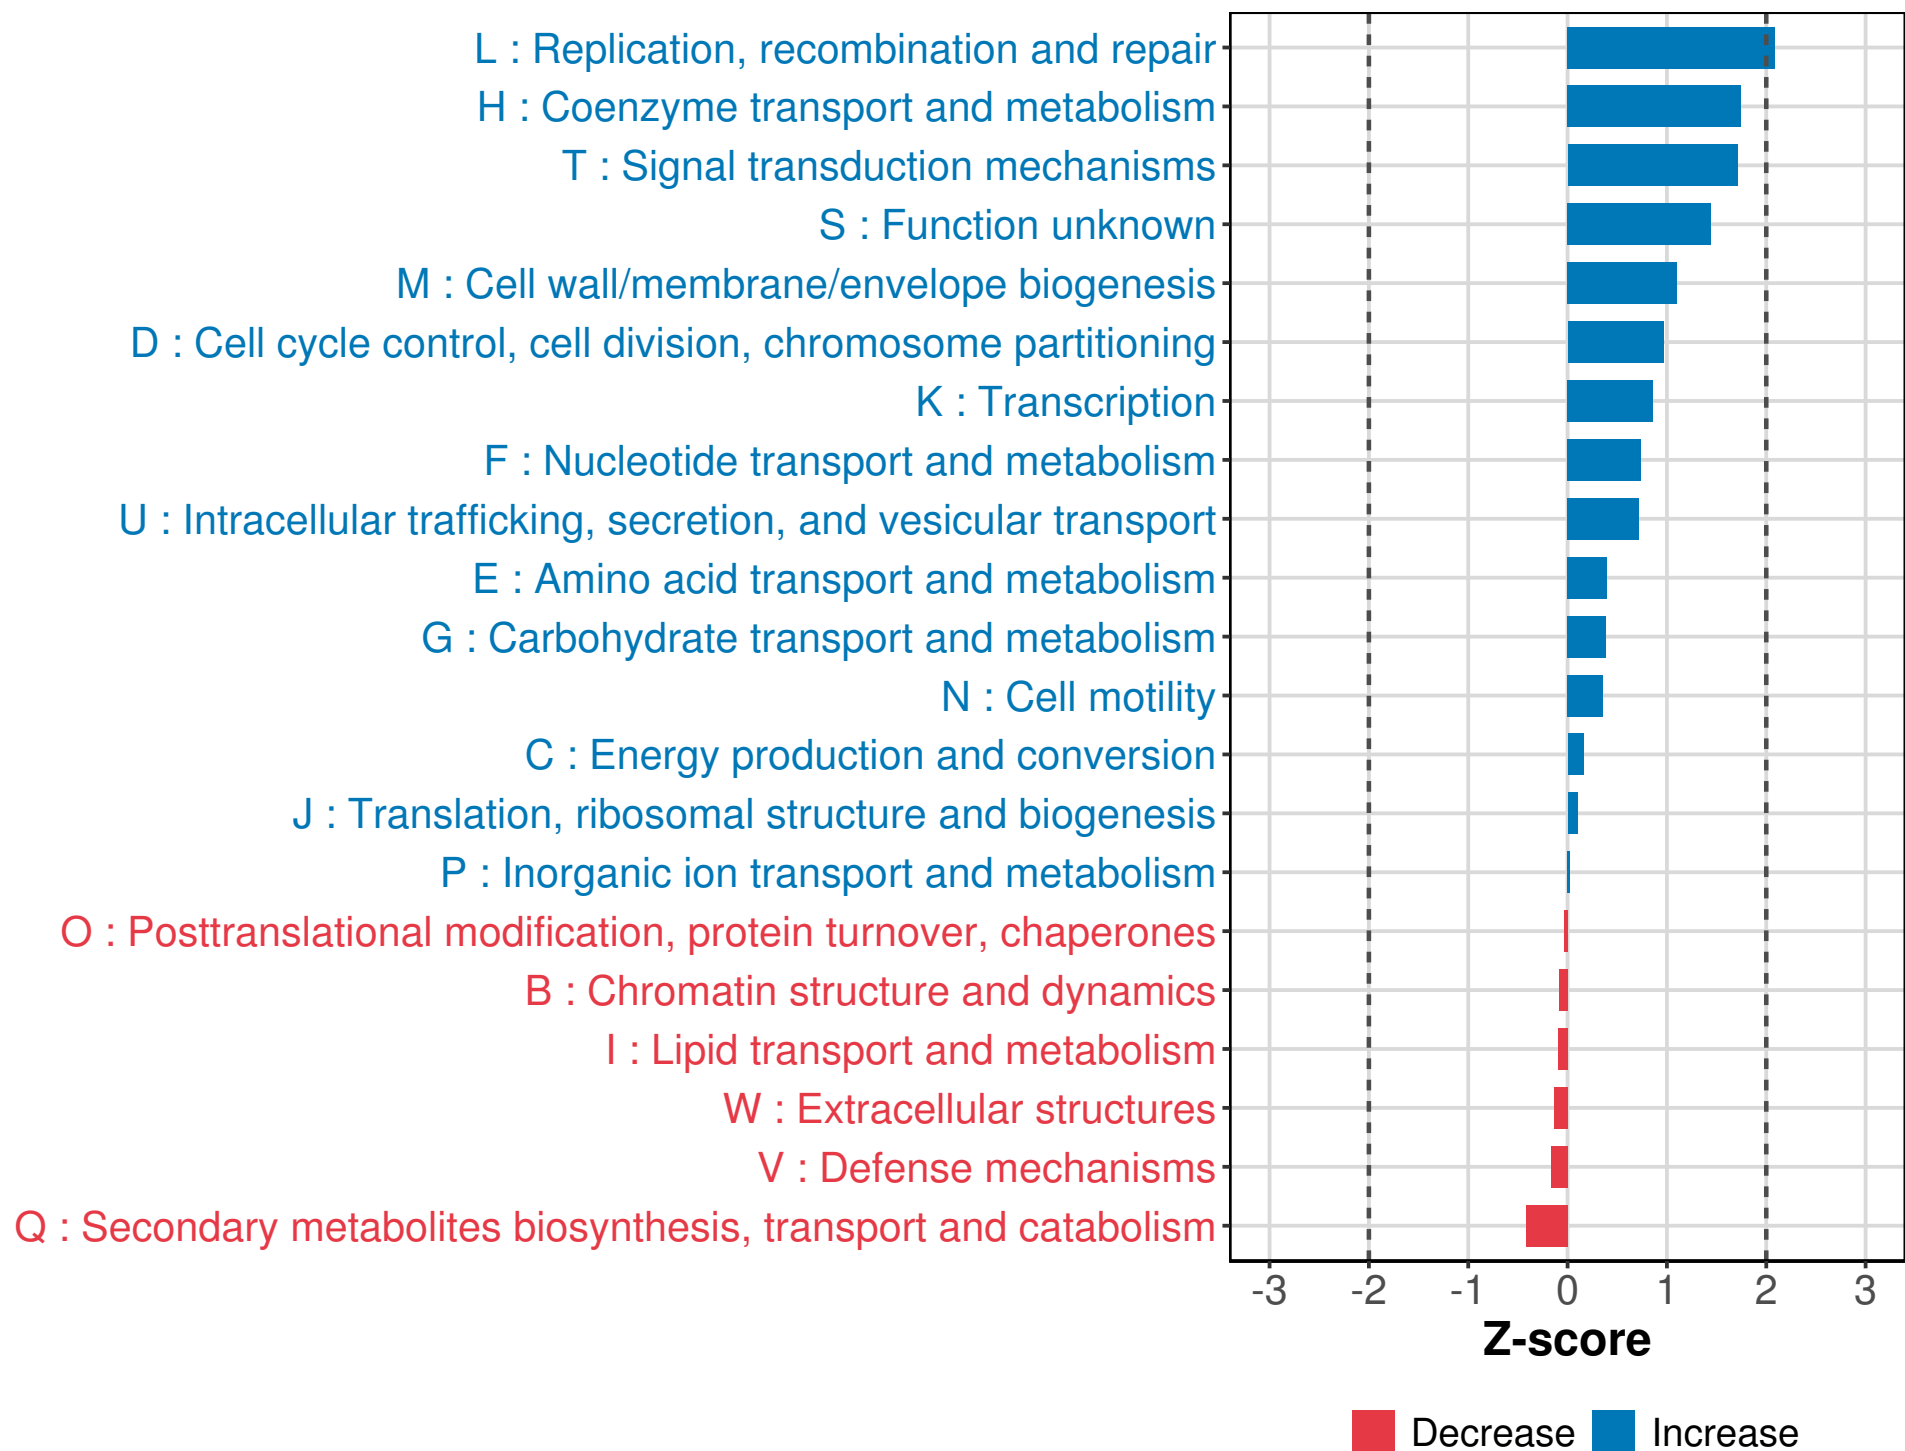 L : Replication, recombination and repair
H : Coenzyme transport and metabolism
T : Signal transduction mechanisms
S : Function unknown
M : Cell wall/membrane/envelope biogenesis
D : Cell cycle control, cell division, chromosome partitioning
K : Transcription
F : Nucleotide transport and metabolism
U : Intracellular trafficking, secretion, and vesicular transport
E : Amino acid transport and metabolism
G : Carbohydrate transport and metabolism
N : Cell motility
C : Energy production and conversion
J : Translation, ribosomal structure and biogenesis
P : Inorganic ion transport and metabolism
O : Posttranslational modification, protein turnover, chaperones
B : Chromatin structure and dynamics
I : Lipid transport and metabolism
W : Extracellular structures
V : Defense mechanisms
Q : Secondary metabolites biosynthesis, transport and catabolism
-3 -2 -1 0 1 2 3
Z-score
Decrease Increase